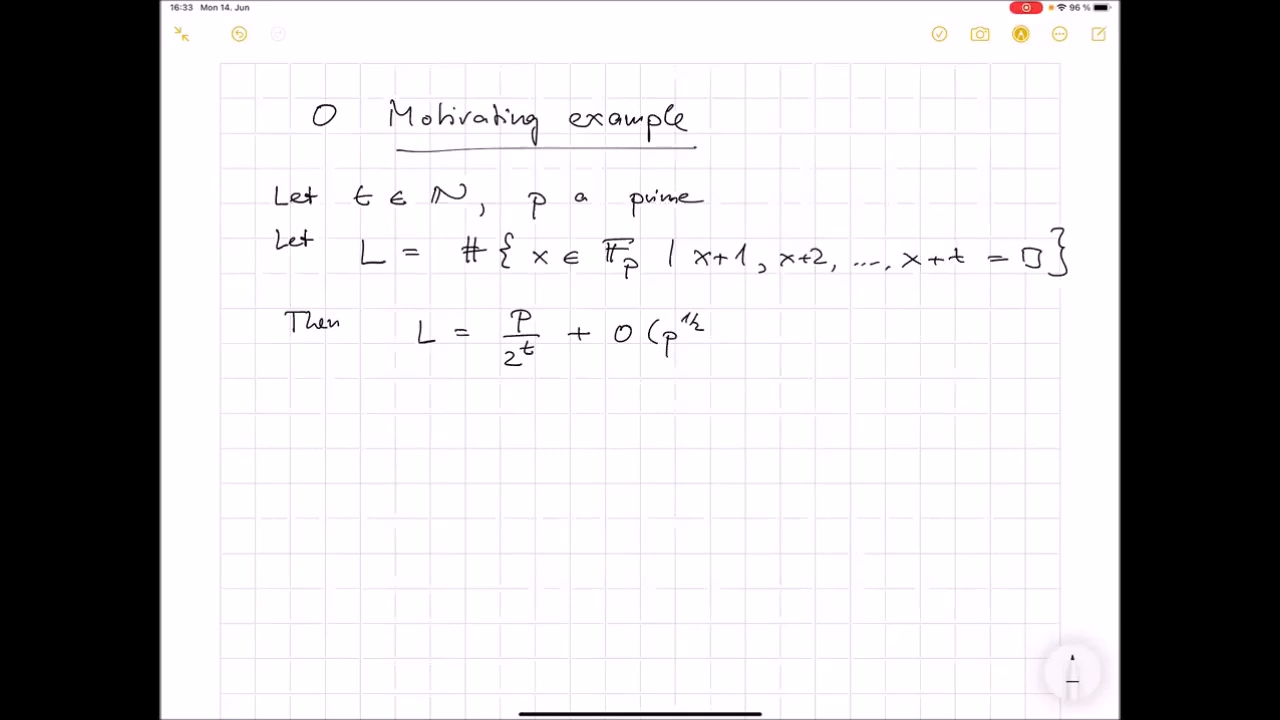 16:33 Mon 14. Jun 96 %
0 Motivating example
Let t ∈ ℕ, p a prime
Let L = # { x ∈ 𝔽_p | x+1, x+2, ..., x+t = □ }
Then L = p/2^t + O (p^{1/2}